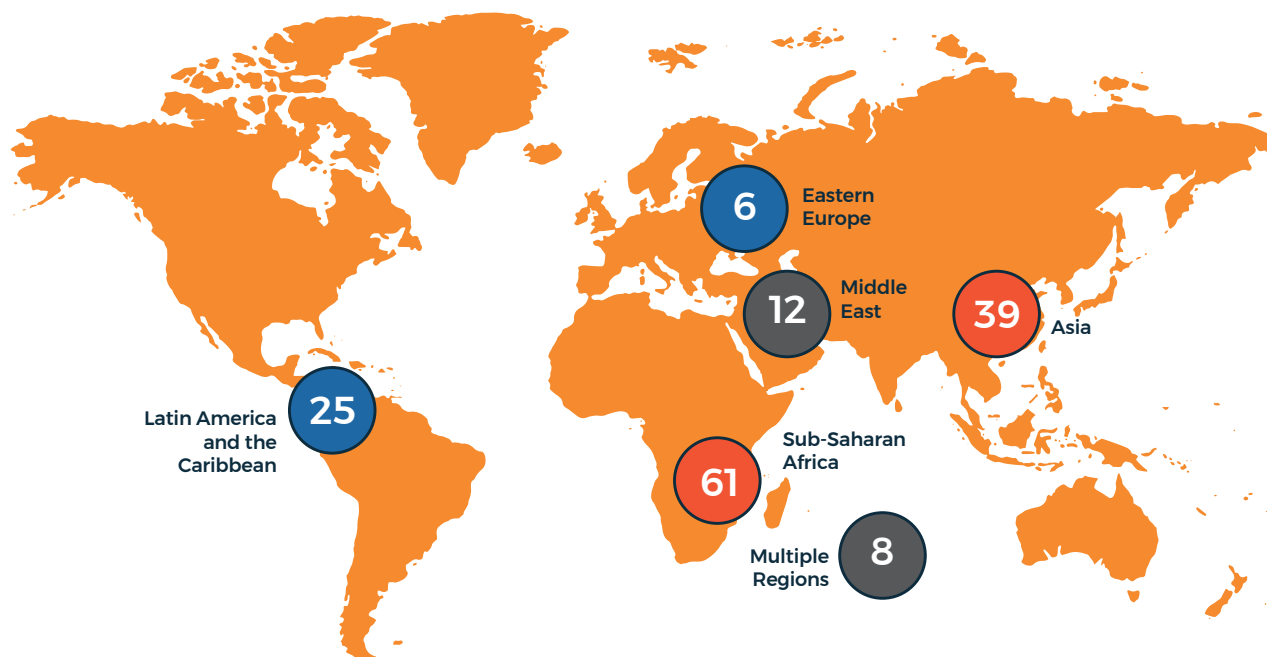 6
Eastern
Europe
12
Middle
East
39
Asia
25
Latin America
and the
Caribbean
61
Sub-Saharan
Africa
8
Multiple
Regions